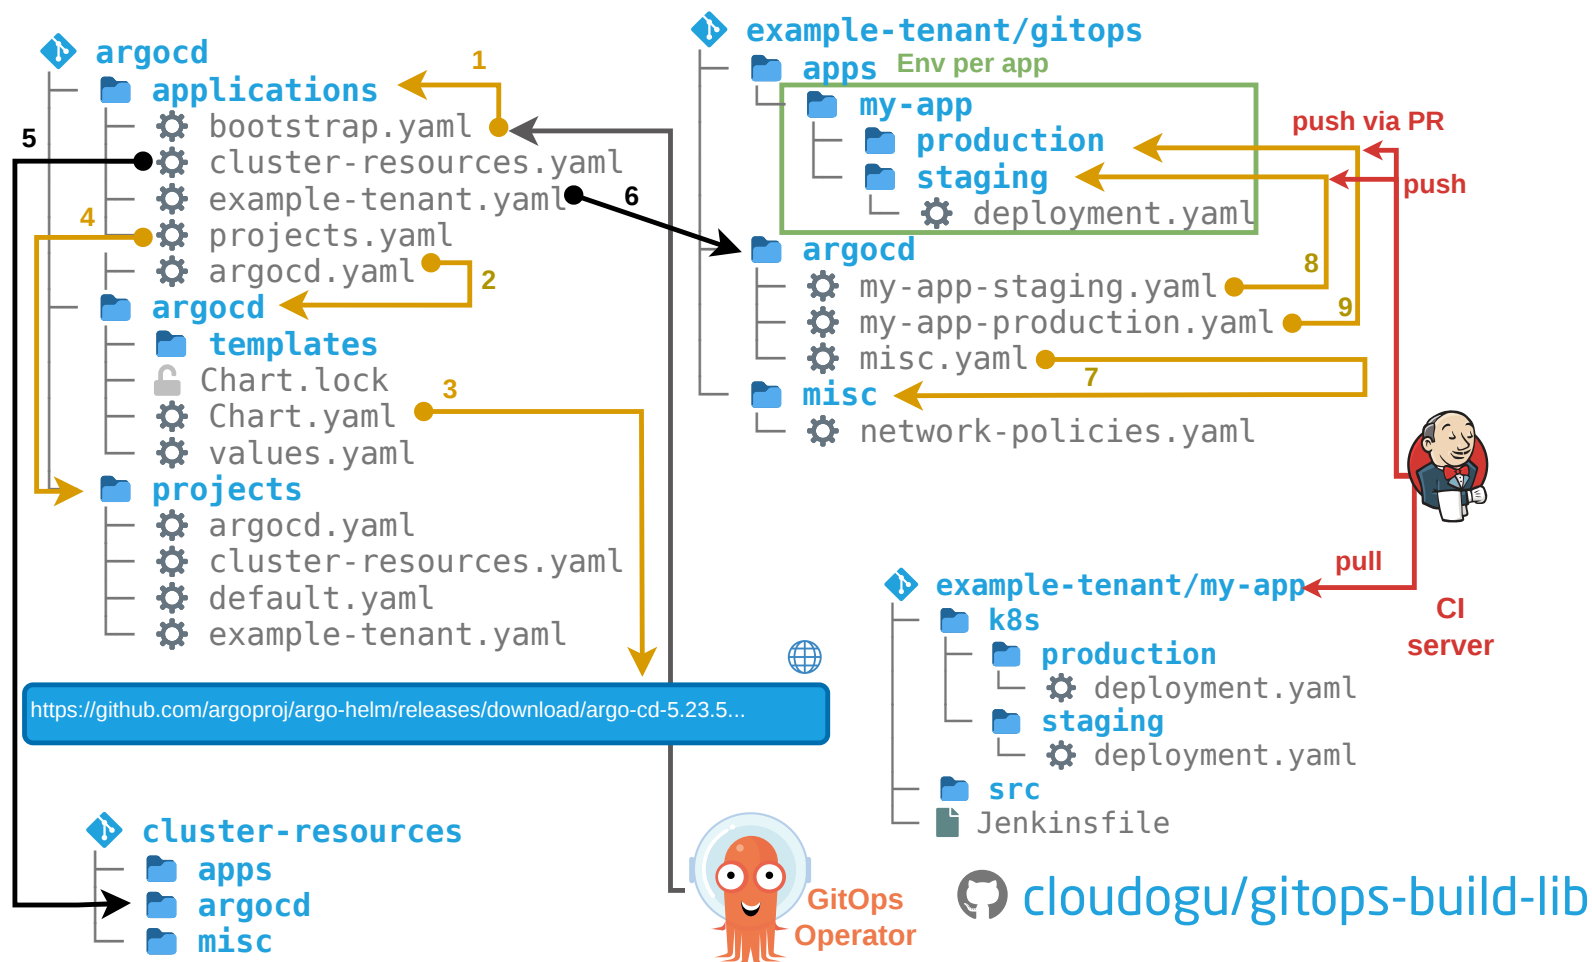 argocd
applications
1
bootstrap.yaml
5
cluster-resources.yaml
example-tenant.yaml
6
4
projects.yaml
argocd.yaml
2
argocd
templates
Chart.lock
3
Chart.yaml
values.yaml
projects
argocd.yaml
cluster-resources.yaml
default.yaml
example-tenant.yaml
https://github.com/argoproj/argo-helm/releases/download/argo-cd-5.23.5...
cluster-resources
apps
argocd
misc
GitOps
Operator
example-tenant/gitops
apps
Env per app
my-app
production
staging
deployment.yaml
push via PR
push
argocd
8
my-app-staging.yaml
9
my-app-production.yaml
misc.yaml
7
misc
network-policies.yaml
pull
CI
server
example-tenant/my-app
k8s
production
deployment.yaml
staging
deployment.yaml
src
Jenkinsfile
cloudogu/gitops-build-lib